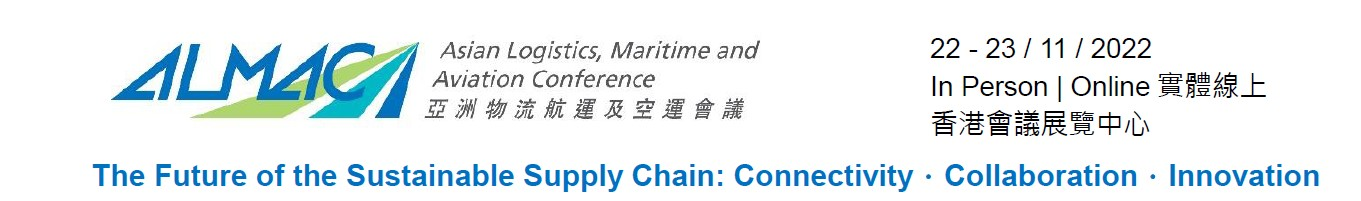 ALMAC
Asian Logistics, Maritime and
Aviation Conference
亞洲物流航運及空運會議
22 - 23 / 11 / 2022
In Person | Online 實體線上
香港會議展覽中心
The Future of the Sustainable Supply Chain: Connectivity · Collaboration · Innovation